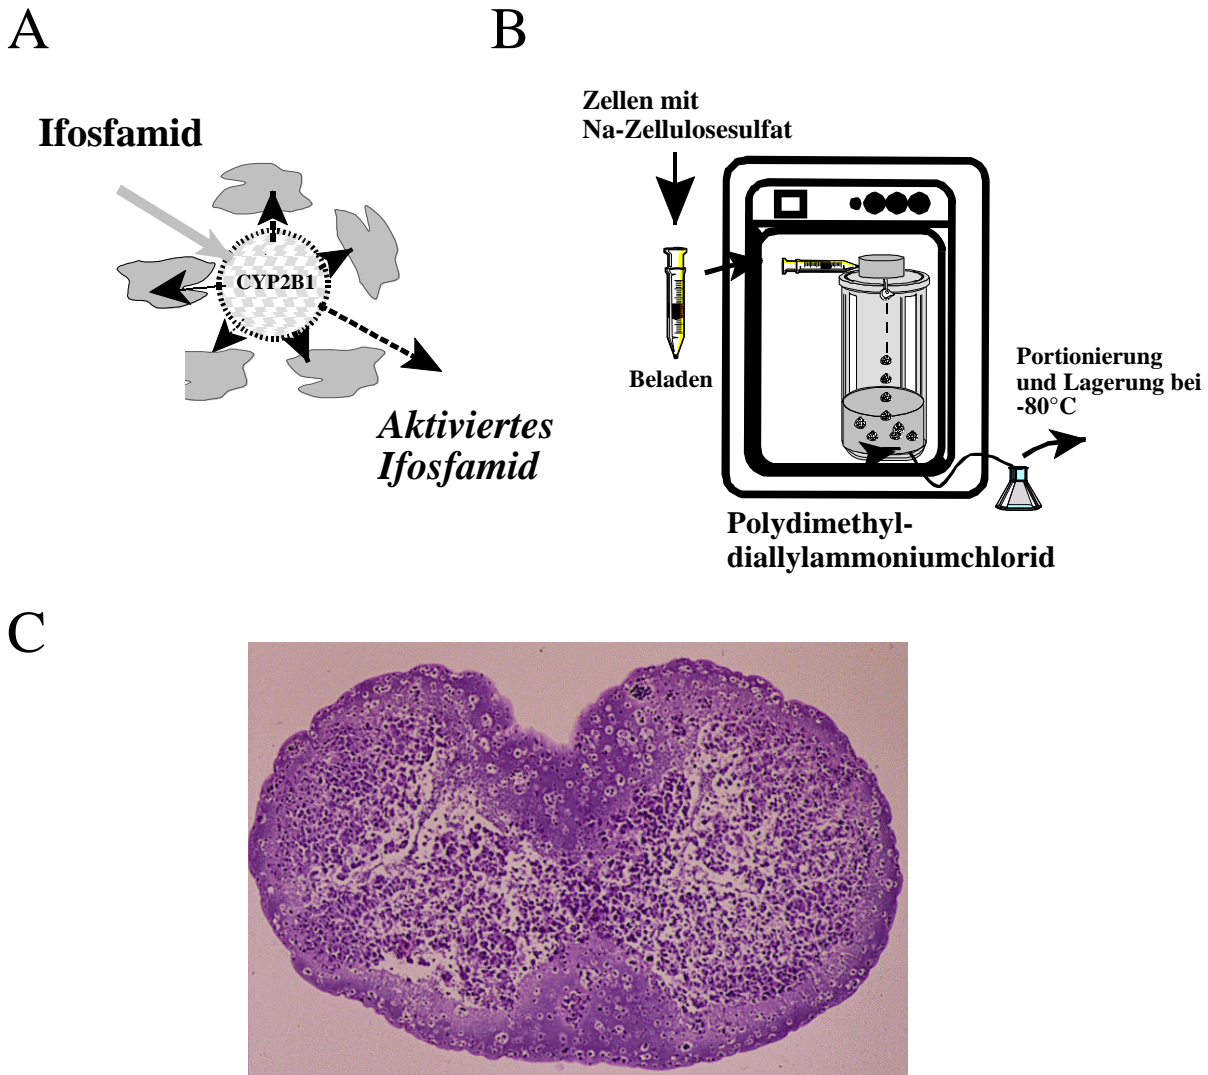 A
B
Ifosfamid
CYP2B1
Aktiviertes
Ifosfamid
Zellen mit
Na-Zellulosesulfat
Beladen
Portionierung
und Lagerung bei
-80°C
Polydimethyl-
diallylammoniumchlorid
C